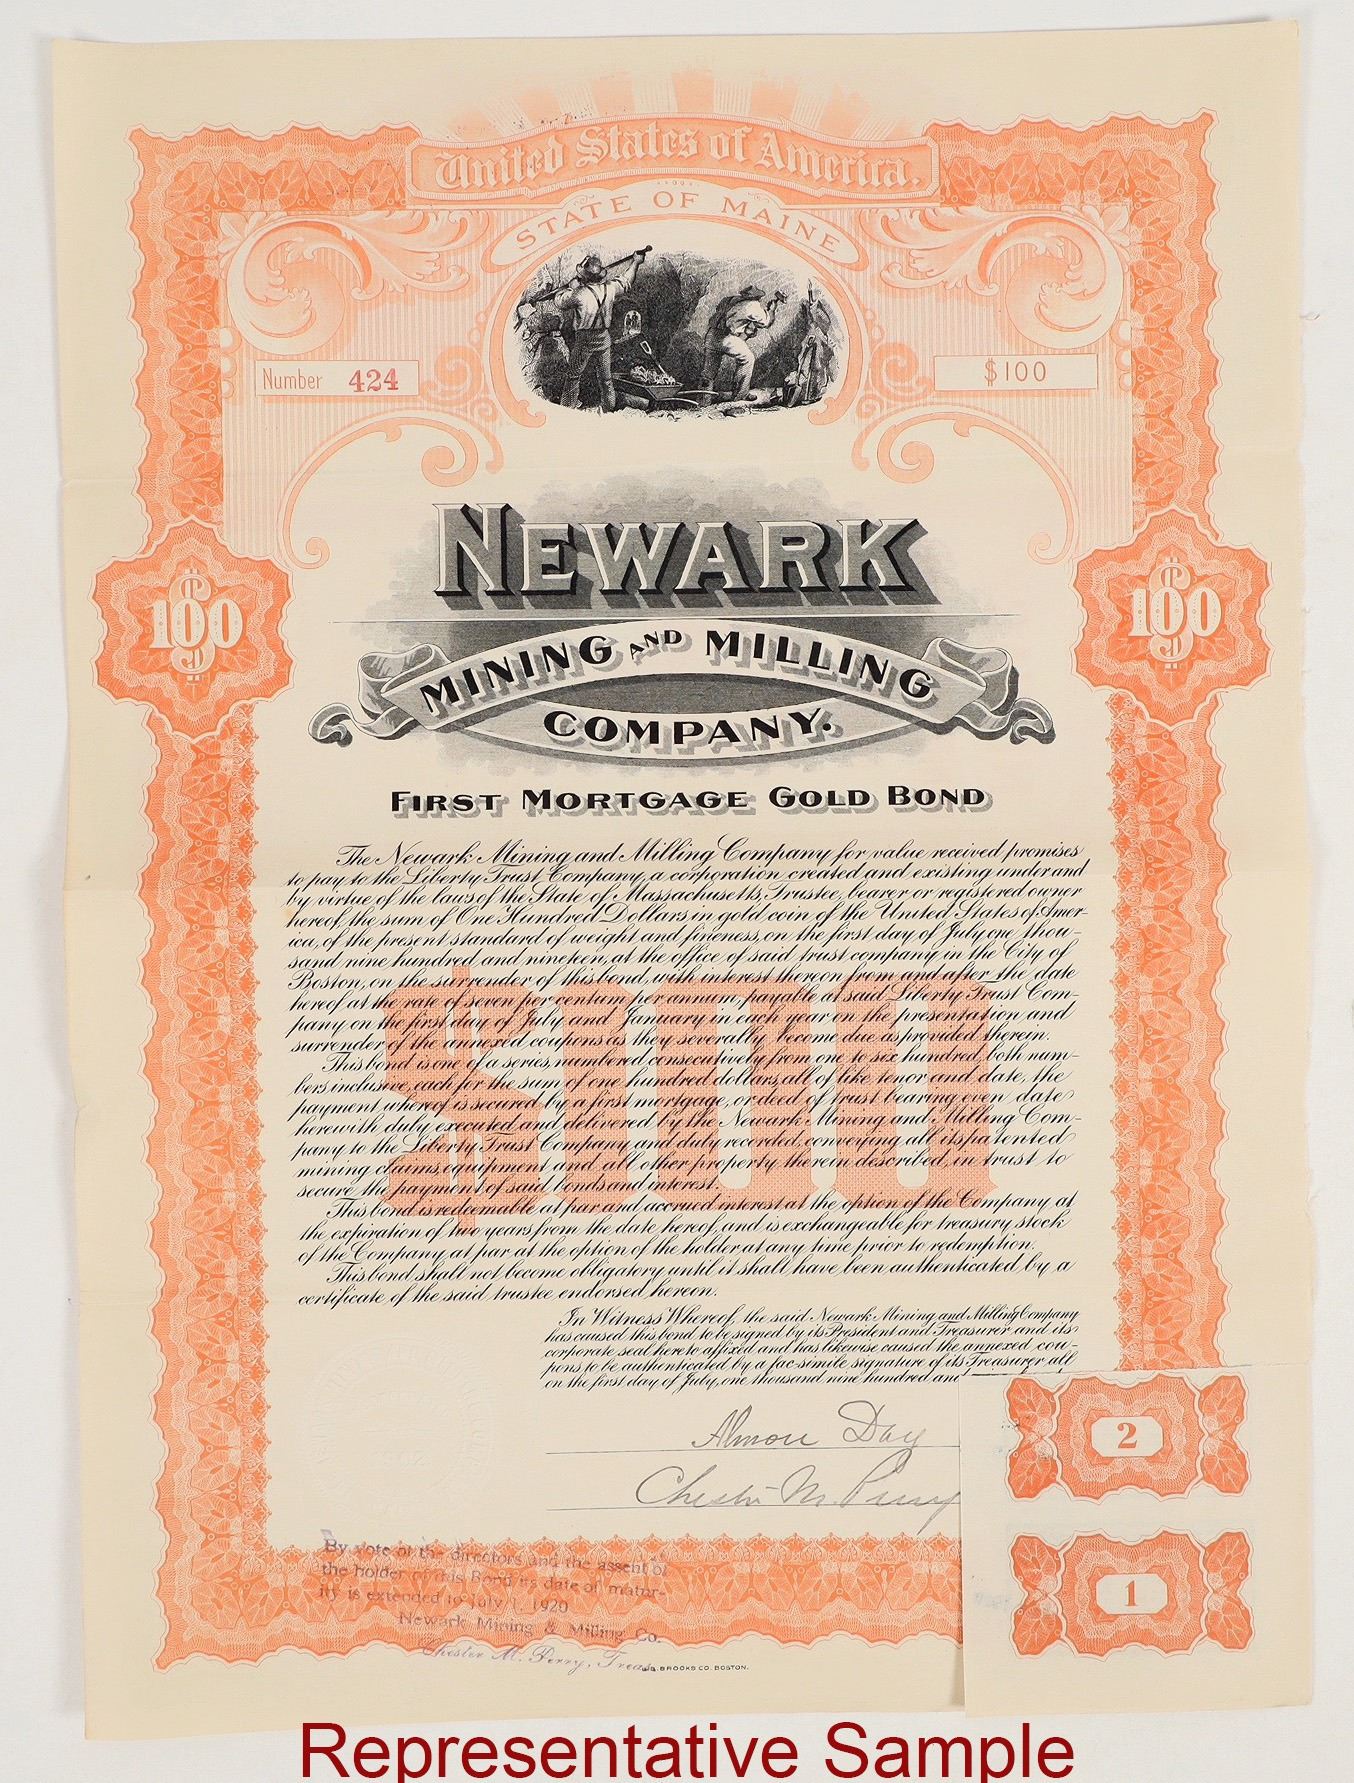 United States of America.
STATE OF MAINE
Number 424
$100
NEWARK
$100
$100
MINING AND MILLING
COMPANY.
FIRST MORTGAGE GOLD BOND
The Newark Mining and Milling Company for value received promises
to pay to the Liberty Trust Company, a corporation created and existing under and
by virtue of the laws of the State of Massachusetts, Trustee, bearer or registered owner
hereof, the sum of One Hundred Dollars in gold coin of the United States of Amer-
ica, of the present standard of weight and fineness, on the first day of July one thou-
sand nine hundred and nineteen, at the office of said trust company in the City of
Boston, on the surrender of this bond, with interest thereon from and after the date
hereof at the rate of seven per centum per annum, payable at said Liberty Trust Com-
pany on the first day of July and January in each year on the presentation and
surrender of the annexed coupons as they severally become due as provided therein.
This bond is one of a series, numbered consecutively from one to six hundred, both num-
bers inclusive, each for the sum of one hundred dollars, all of like tenor and date, the
payment whereof is secured by a first mortgage, or deed of trust bearing even date
herewith duly executed and delivered by the Newark Mining and Milling Com-
pany to the Liberty Trust Company and duly recorded, conveying all its patented
mining claims, equipment and all other property therein described, in trust to
secure the payment of said bonds and interest.
This bond is redeemable at par and accrued interest at the option of the Company at
the expiration of two years from the date hereof, and is exchangeable for treasury stock
of the Company at par at the option of the holder at any time prior to redemption.
This bond shall not become obligatory until it shall have been authenticated by a
certificate of the said trustee endorsed hereon.
$100
In Witness Whereof, the said Newark Mining and Milling Company
has caused this bond to be signed by its President and Treasurer and its
corporate seal hereto affixed and has likewise caused the annexed cou-
pons to be authenticated by a fac-simile signature of its Treasurer all
on the first day of July, one thousand nine hundred and
Almon Day
Chester M. Perry
2
1
By vote of the directors and the assent of
the holder of this Bond its date of matur-
ity is extended to July 1, 1920
Newark Mining & Milling Co.
Chester M. Perry, Treas.
BROOKS CO. BOSTON.
Representative Sample